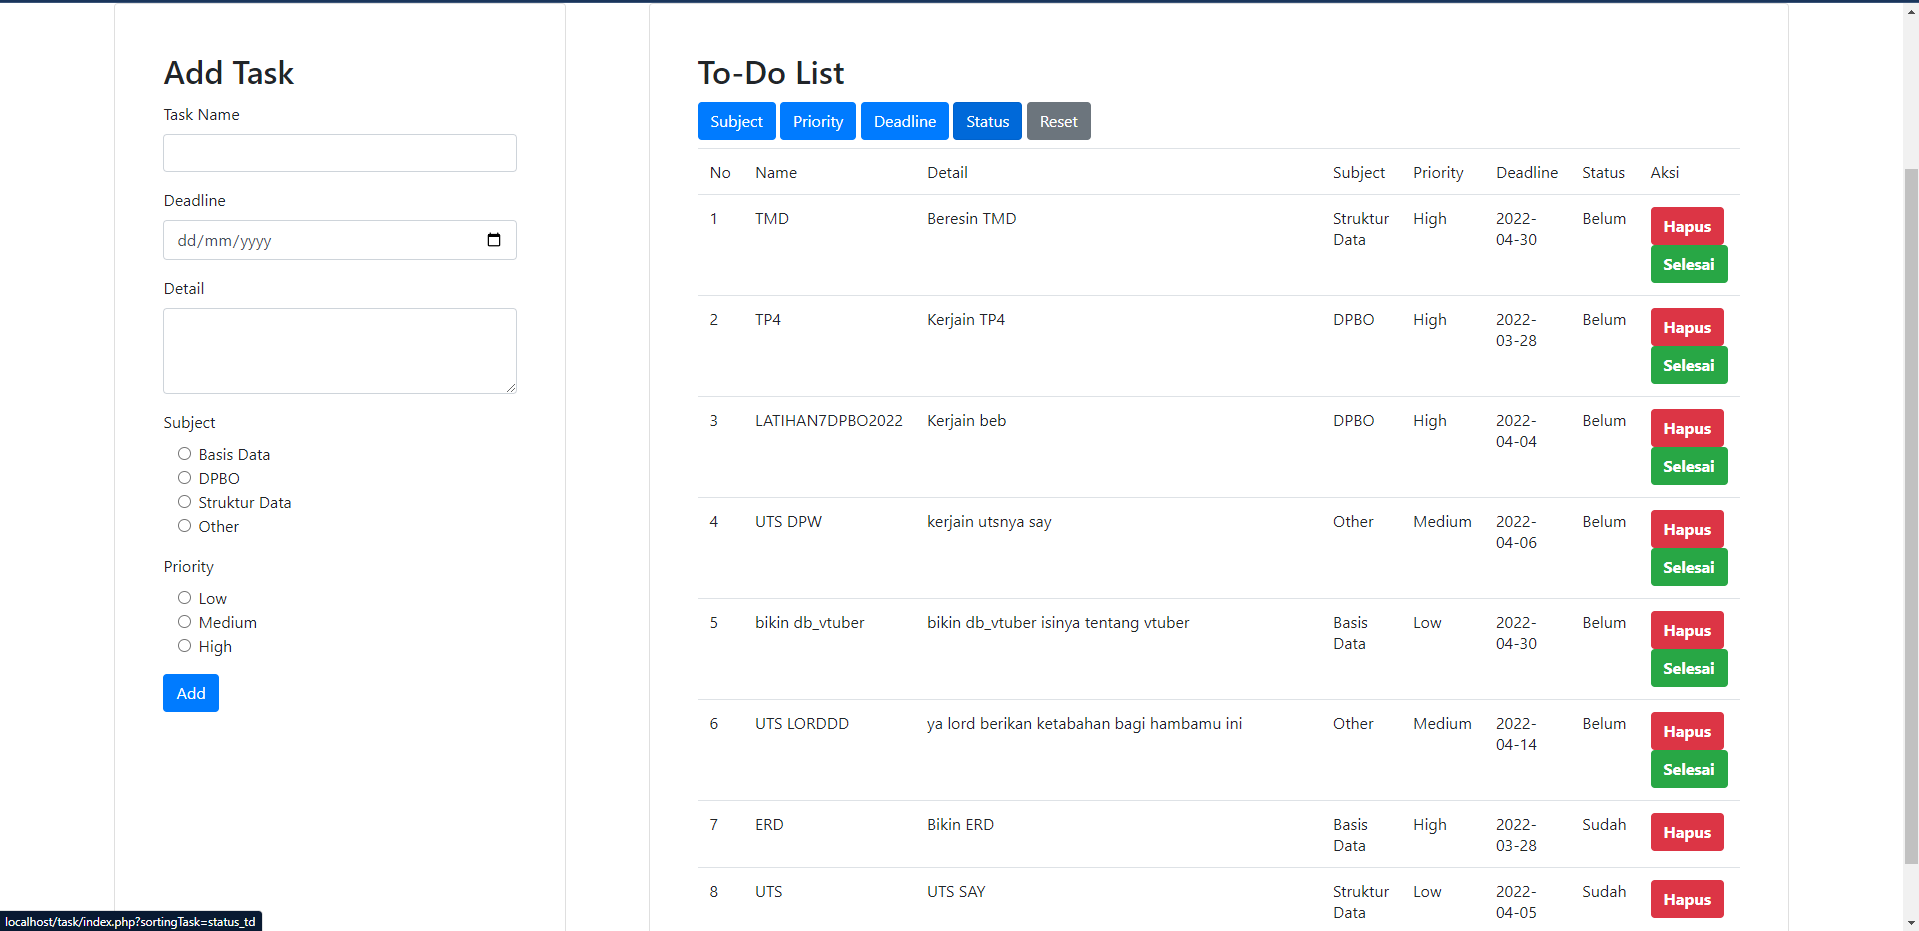 Add Task
Task Name
Deadline
dd/mm/yyyy
Detail
Subject
Basis Data
DPBO
Struktur Data
Other
Priority
Low
Medium
High
Add
To-Do List
Subject Priority Deadline Status Reset
No Name Detail Subject Priority Deadline Status Aksi
1 TMD Beresin TMD Struktur High 2022- Belum Hapus
Data 04-30 Selesai
2 TP4 Kerjain TP4 DPBO High 2022- Belum Hapus
03-28 Selesai
3 LATIHAN7DPBO2022 Kerjain beb DPBO High 2022- Belum Hapus
04-04 Selesai
4 UTS DPW kerjain utsnya say Other Medium 2022- Belum Hapus
04-06 Selesai
5 bikin db_vtuber bikin db_vtuber isinya tentang vtuber Basis Low 2022- Belum Hapus
Data 04-30 Selesai
6 UTS LORDDD ya lord berikan ketabahan bagi hambamu ini Other Medium 2022- Belum Hapus
04-14 Selesai
7 ERD Bikin ERD Basis High 2022- Sudah Hapus
Data 03-28
8 UTS UTS SAY Struktur Low 2022- Sudah Hapus
Data 04-05
localhost/task/index.php?sortingTask=status_td